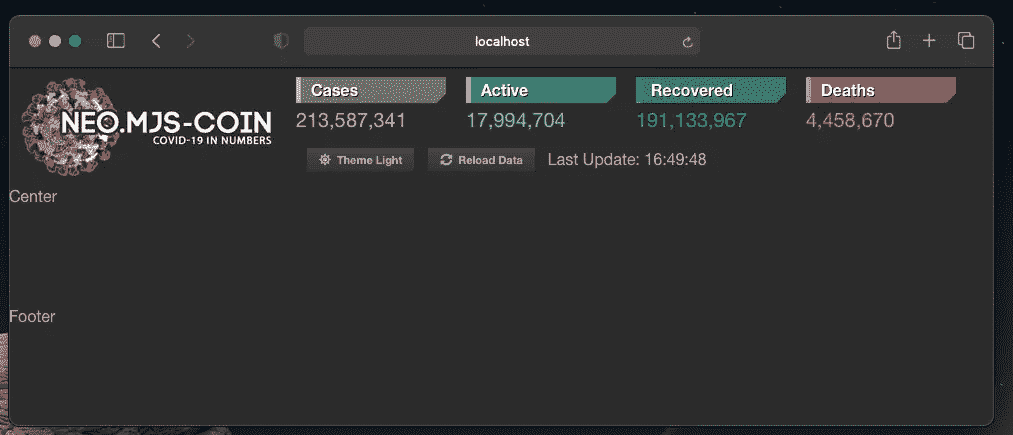 localhost
NEO.MJS-COIN
COVID-19 IN NUMBERS
Cases Active Recovered Deaths
213,587,341 17,994,704 191,133,967 4,458,670
Theme Light Reload Data Last Update: 16:49:48
Center
Footer